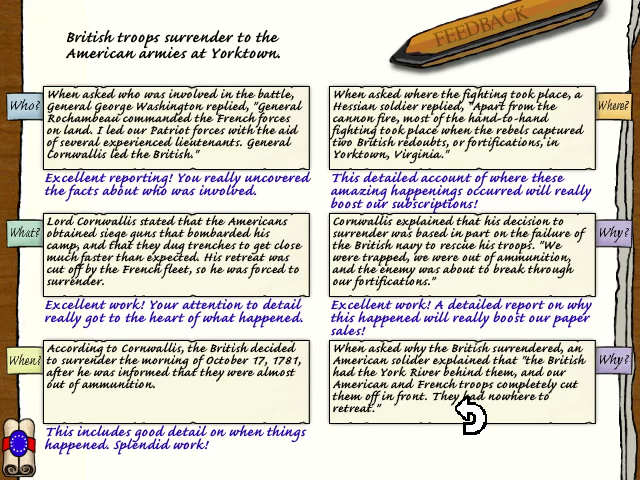 British troops surrender to the
American armies at Yorktown.
FEEDBACK
Who?
When asked who was involved in the battle,
General George Washington replied, "General
Rochambeau commanded the French forces
on land. I led our Patriot forces with the aid
of several experienced lieutenants. General
Cornwallis led the British."
Excellent reporting! You really uncovered
the facts about who was involved.
Where?
When asked where the fighting took place, a
Hessian soldier replied, "Apart from the
cannon fire, most of the hand-to-hand
fighting took place when the rebels captured
two British redoubts, or fortifications, in
Yorktown, Virginia."
This detailed account of where these
amazing happenings occurred will really
boost our subscriptions!
What?
Lord Cornwallis stated that the Americans
obtained siege guns that bombarded his
camp, and that they dug trenches to get close
much faster than expected. His retreat was
cut off by the French fleet, so he was forced to
surrender.
Excellent work! Your attention to detail
really got to the heart of what happened.
Why?
Cornwallis explained that his decision to
surrender was based in part on the failure of
the British navy to rescue his troops. "We
were trapped, we were out of ammunition,
and the enemy was about to break through
our fortifications."
Excellent work! A detailed report on why
this happened will really boost our paper
sales!
When?
According to Cornwallis, the British decided
to surrender the morning of October 17, 1781,
after he was informed that they were almost
out of ammunition.
This includes good detail on when things
happened. Splendid work!
Why?
When asked why the British surrendered, an
American solider explained that "the British
had the York River behind them, and our
American and French troops completely cut
them off in front. They had nowhere to
retreat."